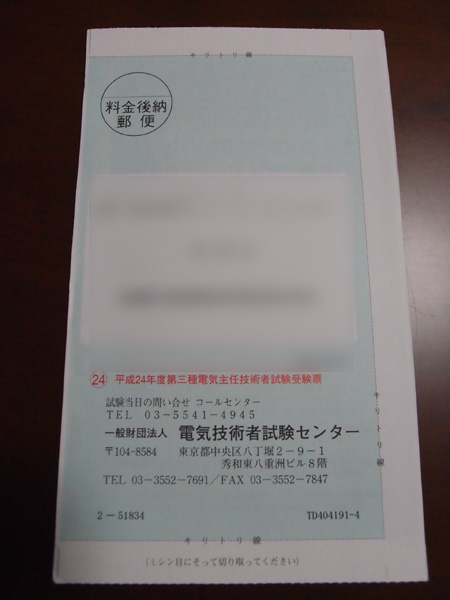 キリトリ線
料金後納
郵便
24 平成24年度第三種電気主任技術者試験受験票
試験当日の問い合せ コールセンター
TEL 03-5541-4945
一般財団法人 電気技術者試験センター
〒104-8584 東京都中央区八丁堀2-9-1
秀和東八重洲ビル8階
TEL 03-3552-7691/FAX 03-3552-7847
キリトリ線
2-51834 TD404191-4
キリトリ線
(ミシン目にそって切り取ってください)